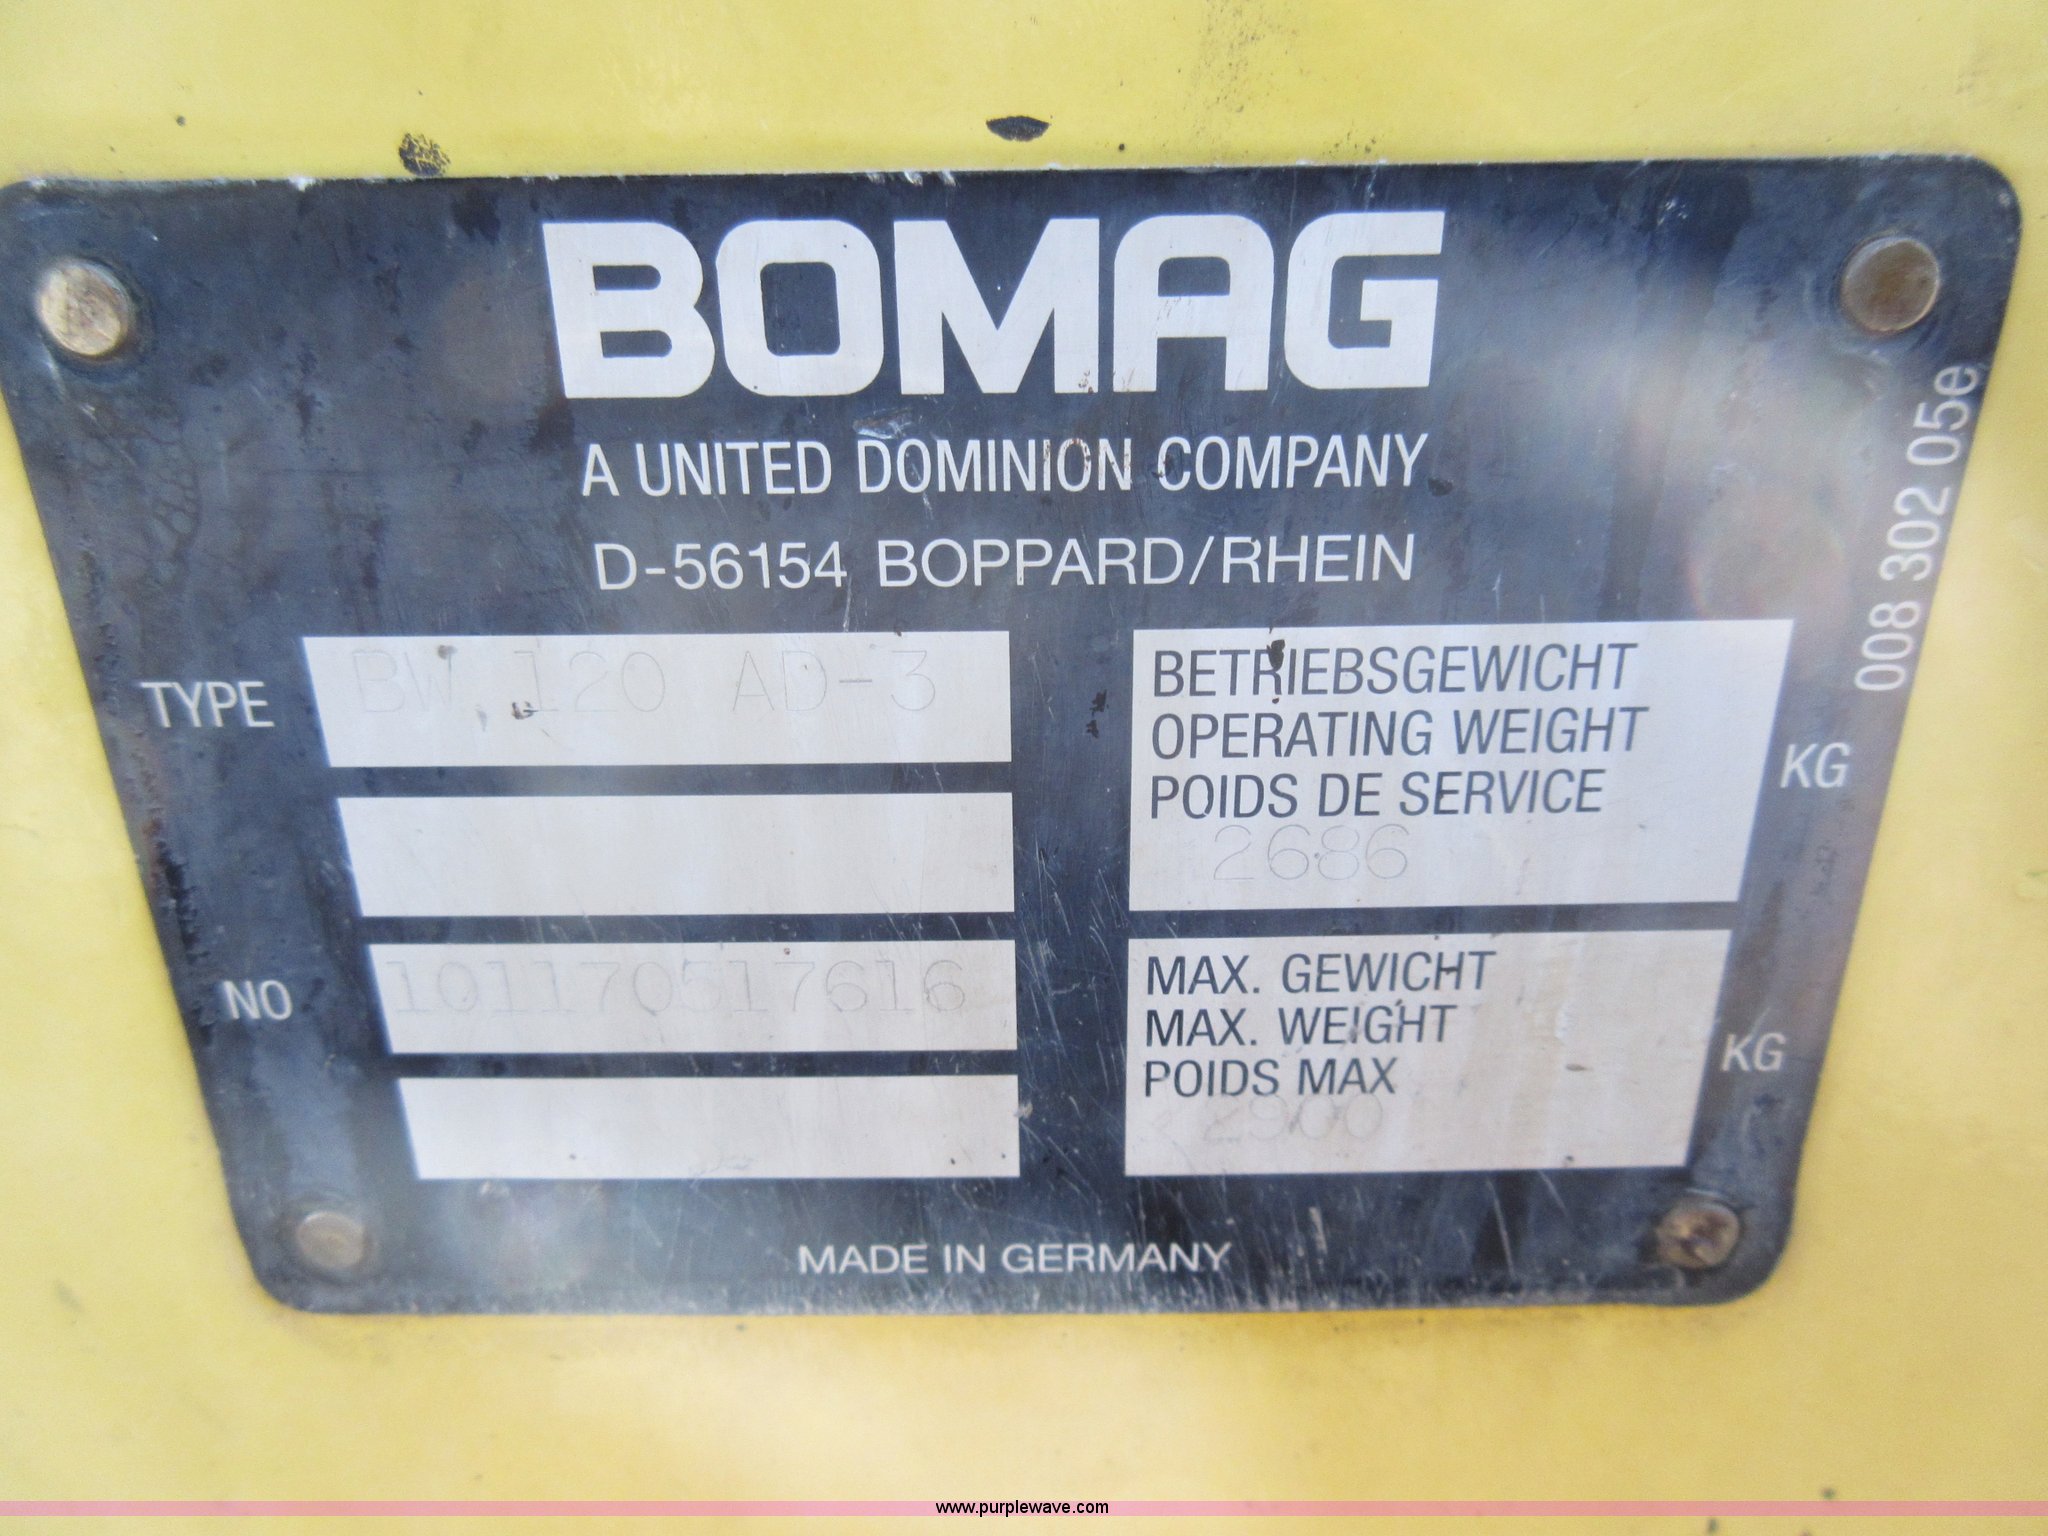 BOMAG
A UNITED DOMINION COMPANY
D-56154 BOPPARD/RHEIN
TYPE
BW 120 AD-3
NO
101170517616
BETRIEBSGEWICHT
OPERATING WEIGHT
POIDS DE SERVICE
2686
KG
MAX. GEWICHT
MAX. WEIGHT
POIDS MAX
2900
KG
008 302 05e
MADE IN GERMANY
www.purplewave.com